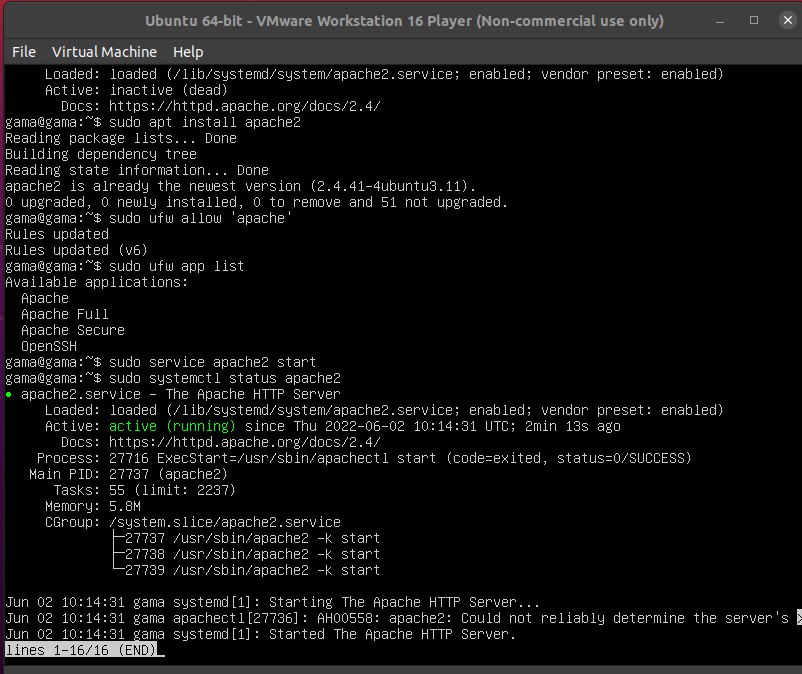 Ubuntu 64-bit - VMware Workstation 16 Player (Non-commercial use only)
File Virtual Machine Help
Loaded: loaded (/lib/systemd/system/apache2.service; enabled; vendor preset: enabled)
Active: inactive (dead)
Docs: https://httpd.apache.org/docs/2.4/
gama@gama:~$ sudo apt install apache2
Reading package lists... Done
Building dependency tree
Reading state information... Done
apache2 is already the newest version (2.4.41-4ubuntu3.11).
0 upgraded, 0 newly installed, 0 to remove and 51 not upgraded.
gama@gama:~$ sudo ufw allow 'apache'
Rules updated
Rules updated (v6)
gama@gama:~$ sudo ufw app list
Available applications:
Apache
Apache Full
Apache Secure
OpenSSH
gama@gama:~$ sudo service apache2 start
gama@gama:~$ sudo systemctl status apache2
● apache2.service - The Apache HTTP Server
Loaded: loaded (/lib/systemd/system/apache2.service; enabled; vendor preset: enabled)
Active: active (running) since Thu 2022-06-02 10:14:31 UTC; 2min 13s ago
Docs: https://httpd.apache.org/docs/2.4/
Process: 27716 ExecStart=/usr/sbin/apachectl start (code=exited, status=0/SUCCESS)
Main PID: 27737 (apache2)
Tasks: 55 (limit: 2237)
Memory: 5.8M
CGroup: /system.slice/apache2.service
├─27737 /usr/sbin/apache2 -k start
├─27738 /usr/sbin/apache2 -k start
└─27739 /usr/sbin/apache2 -k start
Jun 02 10:14:31 gama systemd[1]: Starting The Apache HTTP Server...
Jun 02 10:14:31 gama apachectl[27736]: AH00558: apache2: Could not reliably determine the server's >
Jun 02 10:14:31 gama systemd[1]: Started The Apache HTTP Server.
lines 1-16/16 (END)